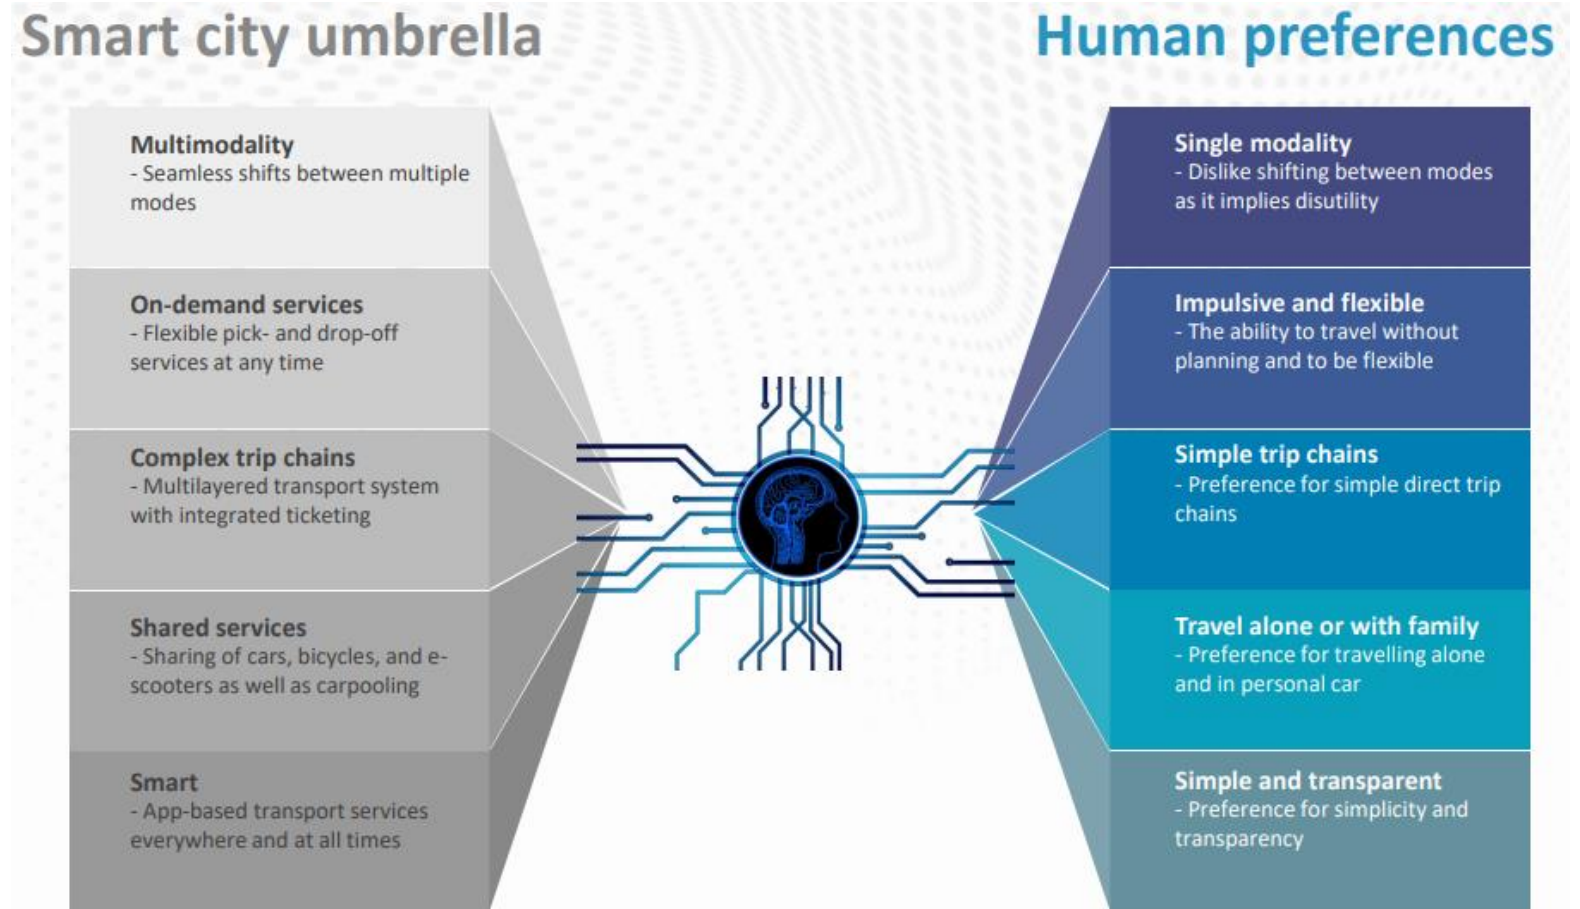 Smart city umbrella
Human preferences
Multimodality
- Seamless shifts between multiple
modes
On-demand services
- Flexible pick- and drop-off
services at any time
Complex trip chains
- Multilayered transport system
with integrated ticketing
Shared services
- Sharing of cars, bicycles, and e-
scooters as well as carpooling
Smart
- App-based transport services
everywhere and at all times
Single modality
- Dislike shifting between modes
as it implies disutility
Impulsive and flexible
- The ability to travel without
planning and to be flexible
Simple trip chains
- Preference for simple direct trip
chains
Travel alone or with family
- Preference for travelling alone
and in personal car
Simple and transparent
- Preference for simplicity and
transparency